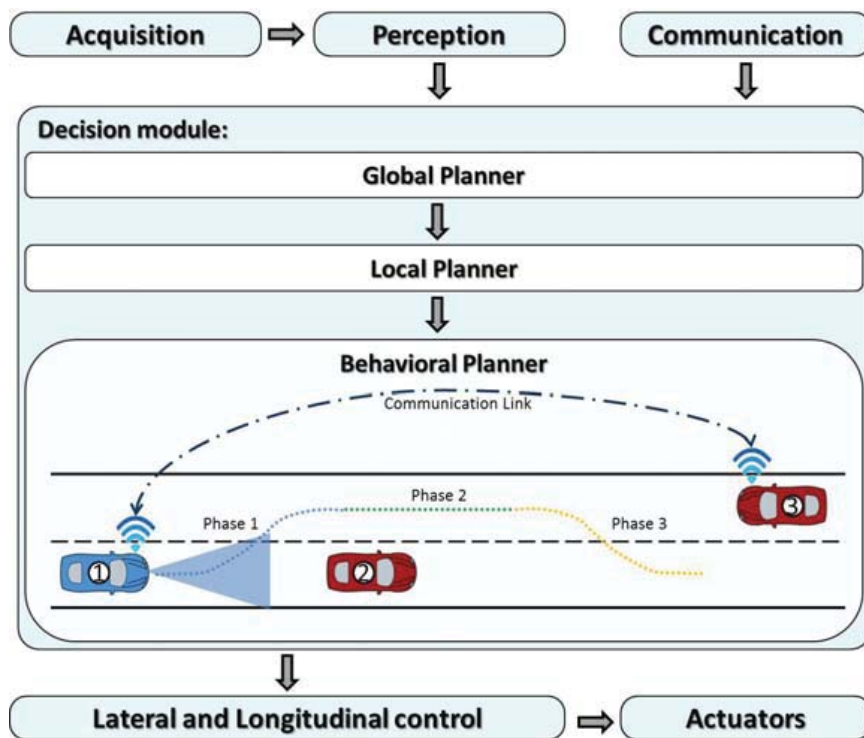 Acquisition
Perception
Communication
Decision module:
Global Planner
Local Planner
Behavioral Planner
Communication Link
Phase 1
Phase 2
Phase 3
1
2
3
Lateral and Longitudinal control
Actuators